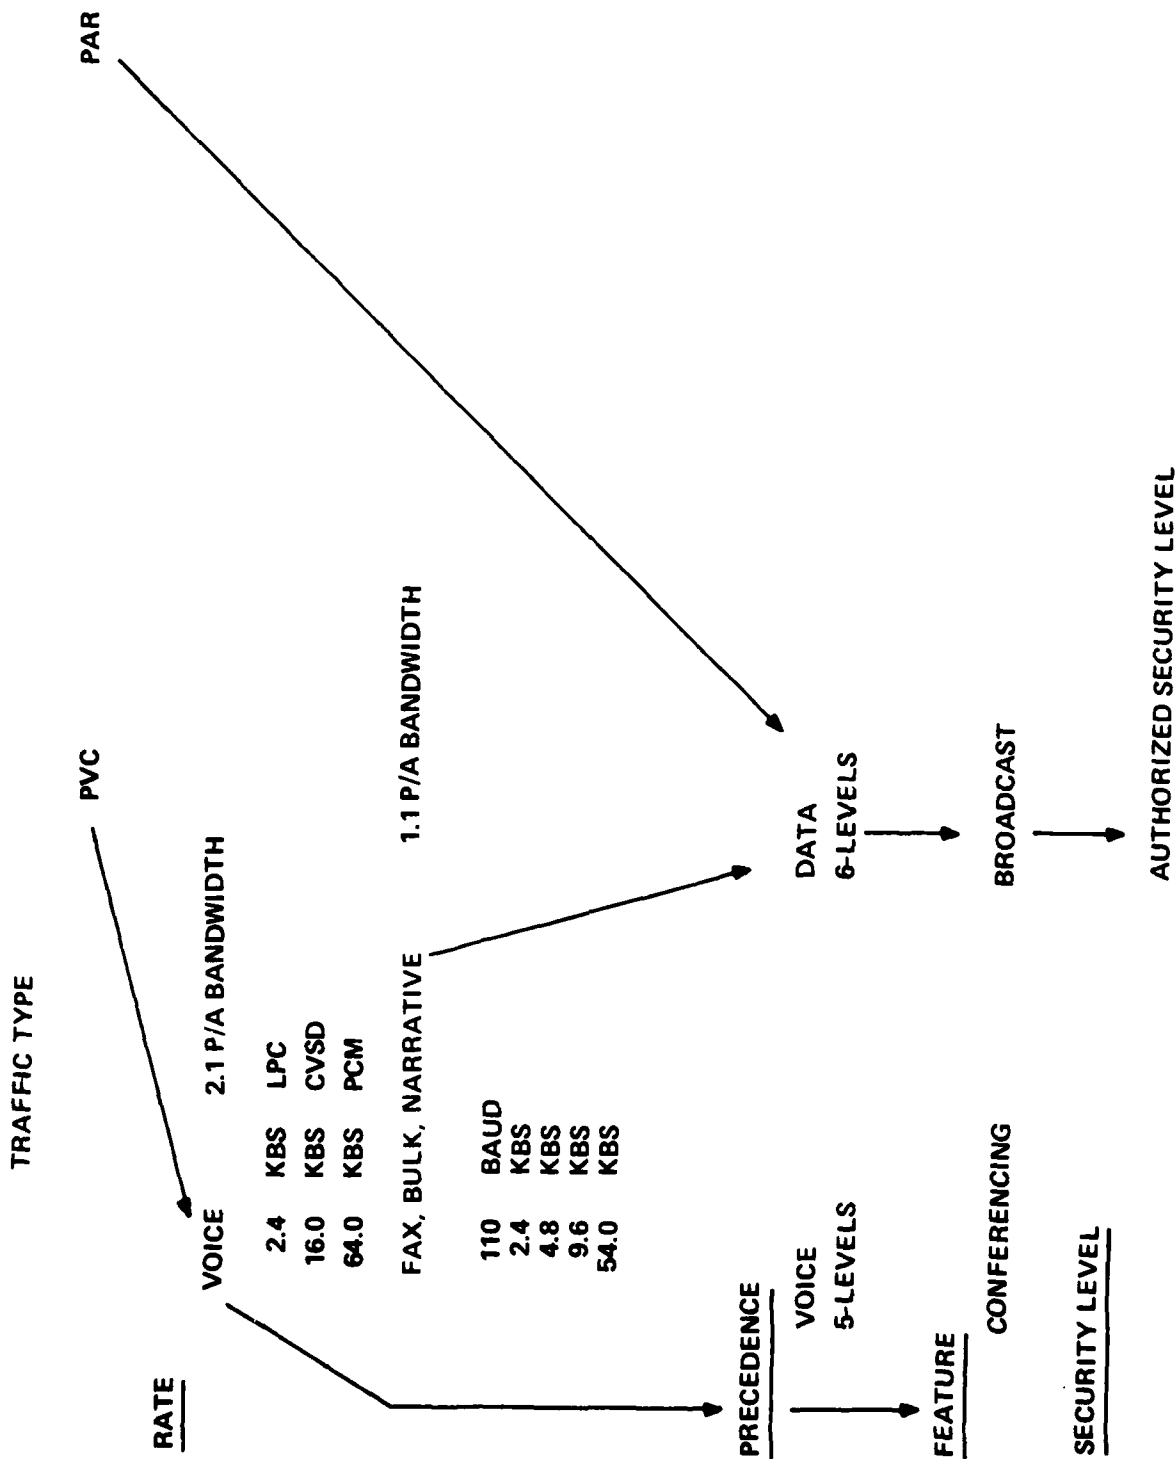 TRAFFIC TYPE
PVC
PAR
RATE
VOICE 2.1 P/A BANDWIDTH
2.4 KBS LPC
16.0 KBS CVSD
64.0 KBS PCM
FAX, BULK, NARRATIVE 1.1 P/A BANDWIDTH
110 BAUD
2.4 KBS
4.8 KBS
9.6 KBS
54.0 KBS
PRECEDENCE
VOICE DATA
5-LEVELS 6-LEVELS
FEATURE
CONFERENCING BROADCAST
SECURITY LEVEL
AUTHORIZED SECURITY LEVEL